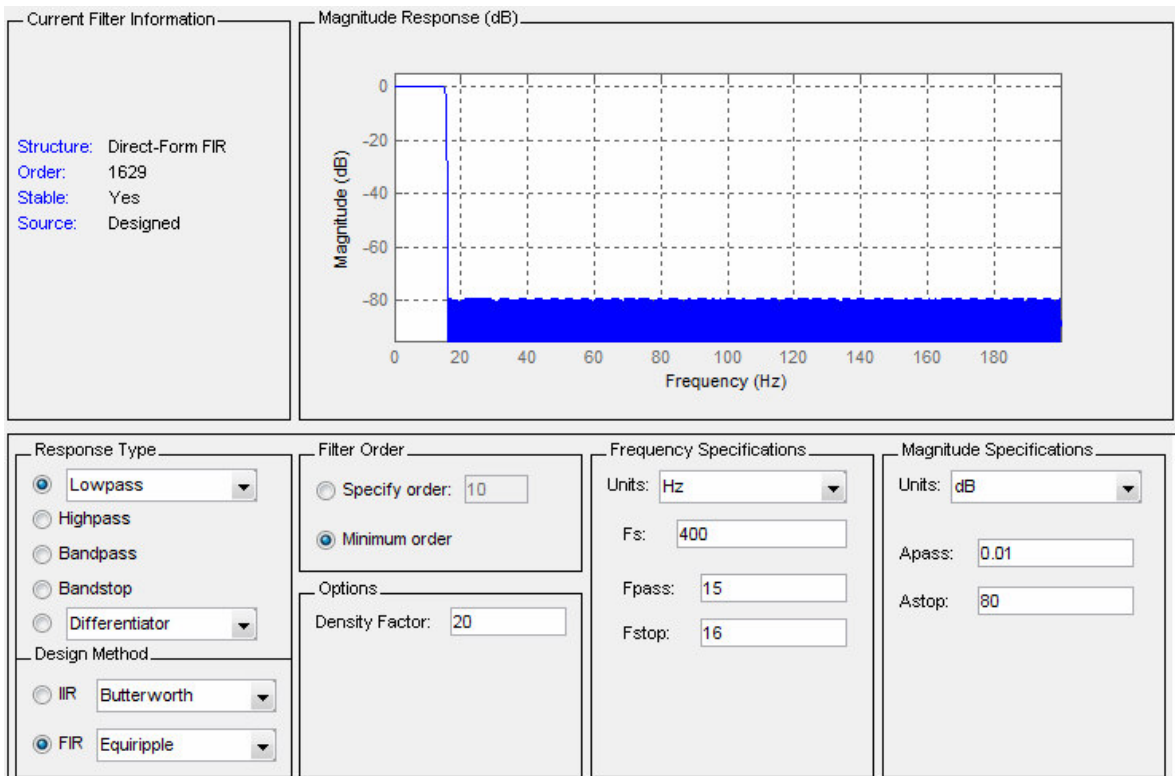 Current Filter Information
Structure: Direct-Form FIR
Order: 1629
Stable: Yes
Source: Designed
Magnitude Response (dB)
0
-20
-40
-60
-80
Magnitude (dB)
0 20 40 60 80 100 120 140 160 180
Frequency (Hz)
Response Type
Lowpass
Highpass
Bandpass
Bandstop
Differentiator
Design Method
IIR Butterworth
FIR Equiripple
Filter Order
Specify order: 10
Minimum order
Options
Density Factor: 20
Frequency Specifications
Units: Hz
Fs: 400
Fpass: 15
Fstop: 16
Magnitude Specifications
Units: dB
Apass: 0.01
Astop: 80